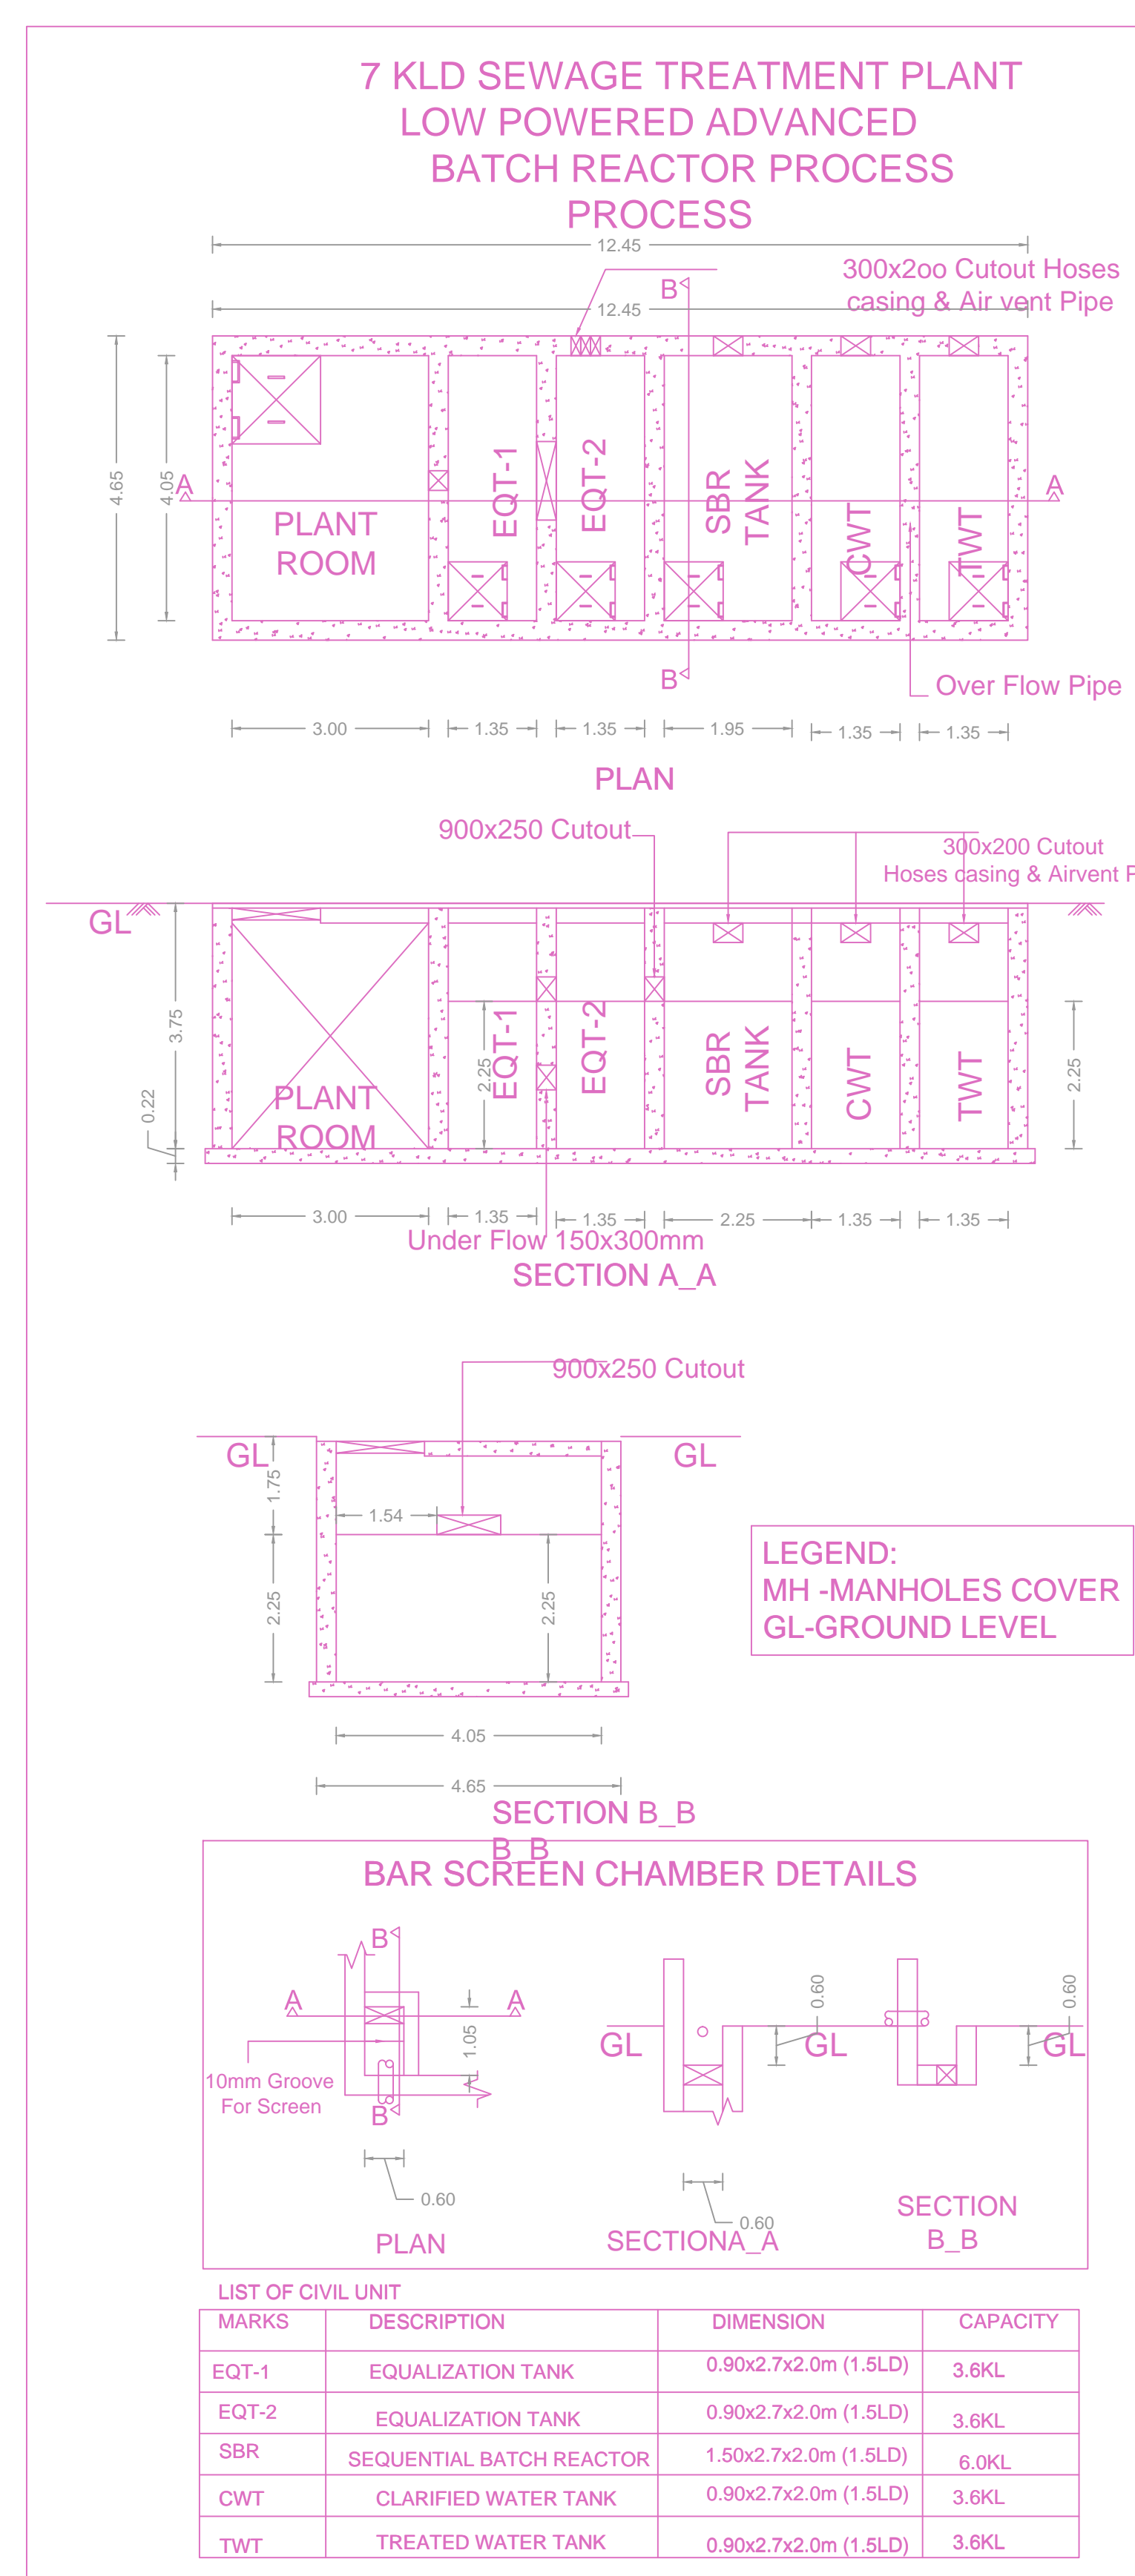 7 KLD SEWAGE TREATMENT PLANT
LOW POWERED ADVANCED
BATCH REACTOR PROCESS
PROCESS
12.45
300x2oo Cutout Hoses
casing & Air vent Pipe
B
12.45
4.65
4.05
A
A
PLANT
ROOM
EQT-1
EQT-2
SBR
TANK
CWT
TWT
B
Over Flow Pipe
3.00
1.35
1.35
1.95
1.35
1.35
PLAN
900x250 Cutout
300x200 Cutout
Hoses casing & Airvent P
GL
3.75
0.22
2.25
2.25
PLANT
ROOM
EQT-1
EQT-2
SBR
TANK
CWT
TWT
3.00
1.35
1.35
2.25
1.35
1.35
Under Flow 150x300mm
SECTION A_A
900x250 Cutout
GL
GL
1.75
1.54
2.25
2.25
LEGEND:
MH -MANHOLES COVER
GL-GROUND LEVEL
4.05
4.65
SECTION B_B
B_B
BAR SCREEN CHAMBER DETAILS
B
A
A
1.05
10mm Groove
For Screen
B
0.60
PLAN
GL
0.60
GL
0.60
SECTIONA_A
0.60
GL
SECTION
B_B
LIST OF CIVIL UNIT
MARKS DESCRIPTION DIMENSION CAPACITY
EQT-1 EQUALIZATION TANK 0.90x2.7x2.0m (1.5LD) 3.6KL
EQT-2 EQUALIZATION TANK 0.90x2.7x2.0m (1.5LD) 3.6KL
SBR SEQUENTIAL BATCH REACTOR 1.50x2.7x2.0m (1.5LD) 6.0KL
CWT CLARIFIED WATER TANK 0.90x2.7x2.0m (1.5LD) 3.6KL
TWT TREATED WATER TANK 0.90x2.7x2.0m (1.5LD) 3.6KL